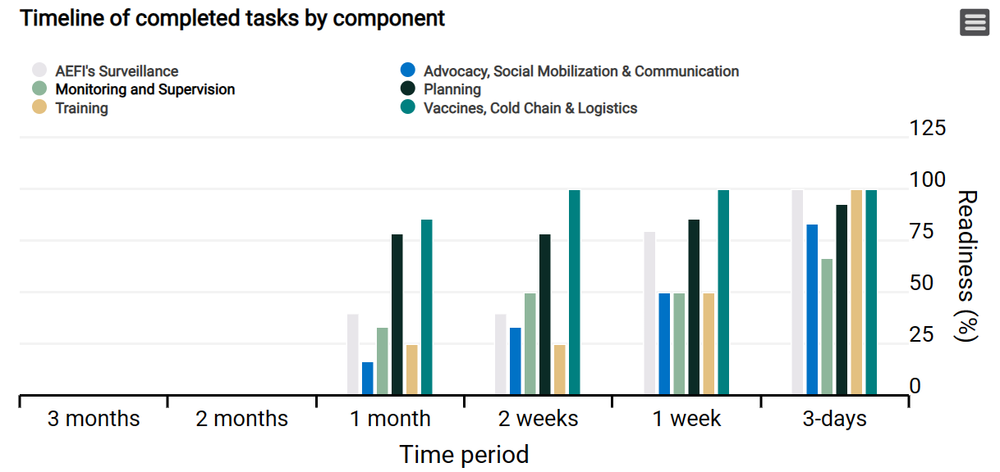 Timeline of completed tasks by component
AEFI's Surveillance
Advocacy, Social Mobilization & Communication
Monitoring and Supervision
Planning
Training
Vaccines, Cold Chain & Logistics
125
100
75
50
25
0
Readiness (%)
3 months 2 months 1 month 2 weeks 1 week 3-days
Time period